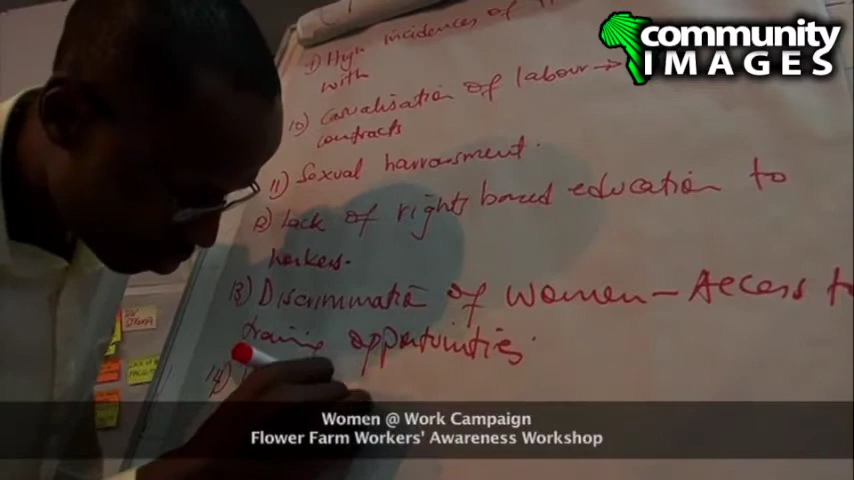 community
IMAGES
9) High incidences of
with
10) Casualisation of labour →
contracts
11) Sexual harrassment.
12) Lack of rights based education to
workers.
13) Discrimination of women - Access to
training opportunities.
14)
Women @ Work Campaign
Flower Farm Workers' Awareness Workshop